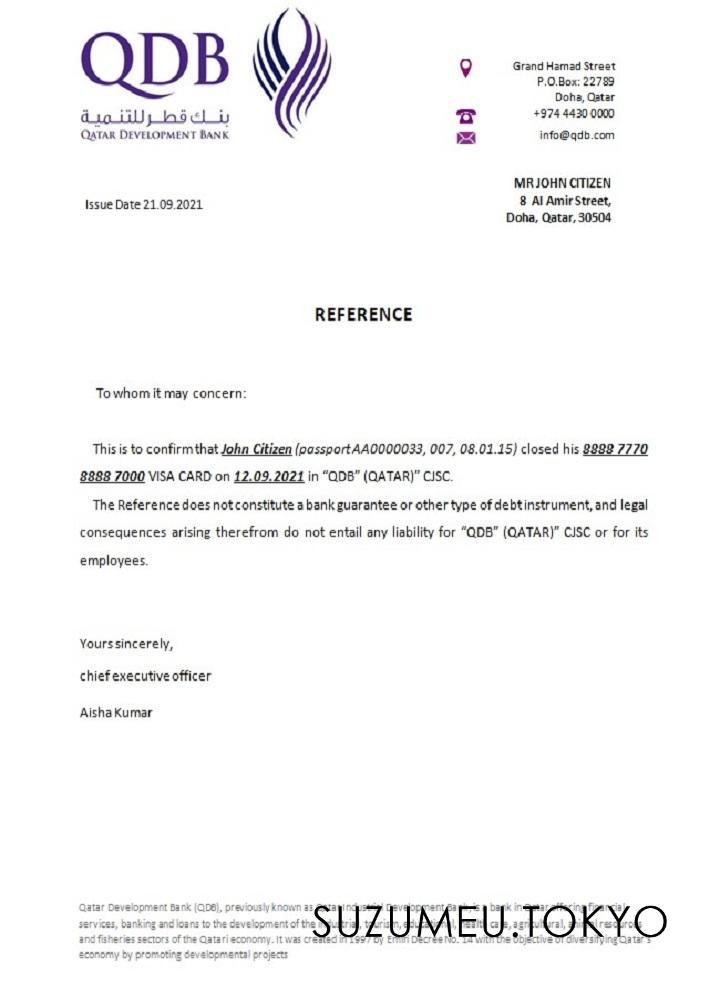 QDB
بنك قطر للتنمية
QATAR DEVELOPMENT BANK
Grand Hamad Street
P.O.Box: 22789
Doha, Qatar
+974 4430 0000
info@qdb.com
MR JOHN CITIZEN
8 Al Amir Street,
Doha, Qatar, 30504
Issue Date 21.09.2021
REFERENCE
To whom it may concern:
This is to confirm that John Citizen (passport AA0000033, 007, 08.01.15) closed his 8888 7770
8888 7000 VISA CARD on 12.09.2021 in “QDB” (QATAR)” CJSC.
The Reference does not constitute a bank guarantee or other type of debt instrument, and legal
consequences arising therefrom do not entail any liability for “QDB” (QATAR)” CJSC or for its
employees.
Yours sincerely,
chief executive officer
Aisha Kumar
Qatar Development Bank (QDB), previously known as Qatar Industrial Development Bank is a bank in Qatar offering financial
services, banking and loans to the development of the industrial, tourism, educational, health care, agricultural, animal resources
and fisheries sectors of the Qatari economy. It was created in 1997 by Emiri Decree No. 14 with the objective of diversifying Qatar's
economy by promoting developmental projects
SUZUMEU.TOKYO